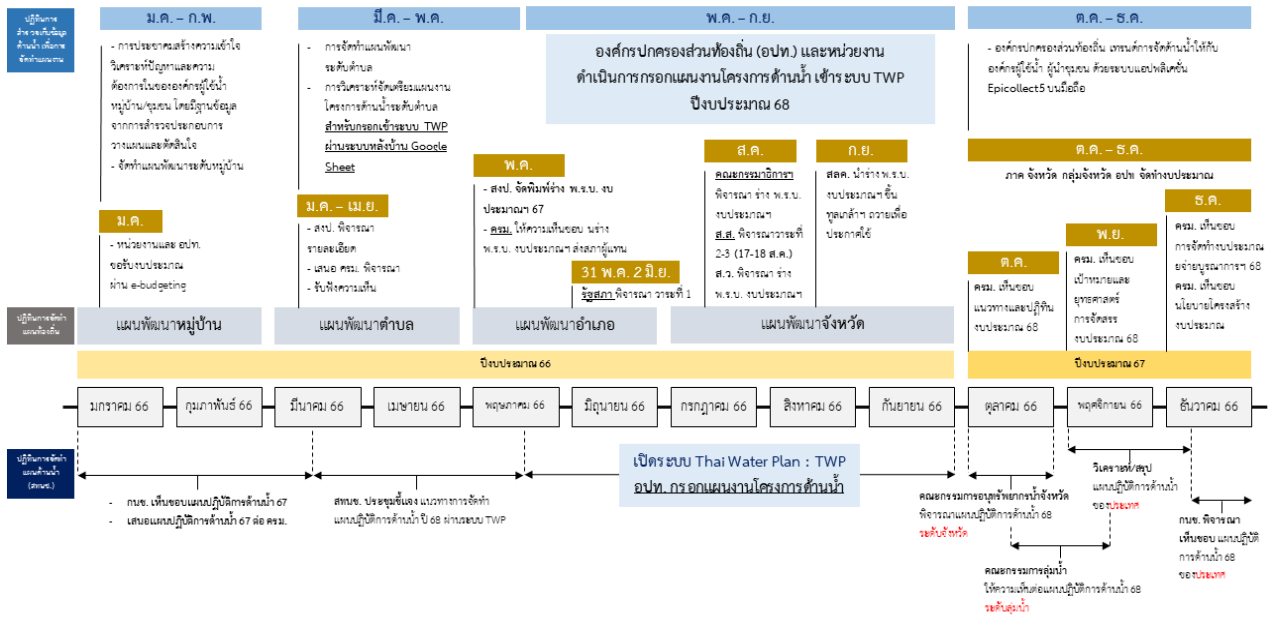 ปฏิทินการ
สำรวจเก็บข้อมูล
ด้านน้ำ เพื่อการ
จัดทำแผนงาน
ม.ค. – ก.พ.
- การประชาคมสร้างความเข้าใจ
วิเคราะห์ปัญหาและความ
ต้องการในขององค์กรผู้ใช้น้ำ
หมู่บ้าน/ชุมชน โดยมีฐานข้อมูล
จากการสำรวจประกอบการ
วางแผนและตัดสินใจ
- จัดทำแผนพัฒนาระดับหมู่บ้าน
มี.ค. – พ.ค.
- การจัดทำแผนพัฒนา
ระดับตำบล
- การวิเคราะห์จัดเตรียมแผนงาน
โครงการด้านน้ำระดับตำบล
สำหรับกรอกเข้าระบบ TWP
ผ่านระบบหลังบ้าน Google
Sheet
พ.ค. – ก.ย.
องค์กรปกครองส่วนท้องถิ่น (อปท.) และหน่วยงาน
ดำเนินการกรอกแผนงานโครงการด้านน้ำ เข้าระบบ TWP
ปีงบประมาณ 68
ต.ค. – ธ.ค.
- องค์กรปกครองส่วนท้องถิ่น เทรนด์การจัดด้านน้ำให้กับ
องค์กรผู้ใช้น้ำ ผู้นำชุมชน ด้วยระบบแอปพลิเคชั่น
Epicollect5 บนมือถือ
ม.ค.
- หน่วยงานและ อปท.
ขอรับงบประมาณ
ผ่าน e-budgeting
ม.ค. – เม.ย.
- สงป. พิจารณา
รายละเอียด
- เสนอ ครม. พิจารณา
- รับฟังความเห็น
พ.ค.
- สงป. จัดพิมพ์ร่าง พ.ร.บ. งบ
ประมาณฯ 67
- ครม. ให้ความเห็นชอบ นร่าง
พ.ร.บ. งบประมาณฯ ส่งสภาผู้แทน
31 พ.ค. 2 มิ.ย.
รัฐสภา พิจารณา วาระที่ 1
ส.ค.
คณะกรรมาธิการฯ
พิจารณา ร่าง พ.ร.บ.
งบประมาณฯ
ส.ส. พิจารณาวาระที่
2-3 (17-18 ส.ค.)
ส.ว. พิจารณา ร่าง
พ.ร.บ. งบประมาณฯ
ก.ย.
สลค. นำร่าง พ.ร.บ.
งบประมาณฯ ขึ้น
ทูลเกล้าฯ ถวายเพื่อ
ประกาศใช้
ต.ค. – ธ.ค.
ภาค จังหวัด กลุ่มจังหวัด อปท จัดทำงบประมาณ
ต.ค.
ครม. เห็นชอบ
แนวทางและปฏิทิน
งบประมาณ 68
พ.ย.
ครม. เห็นชอบ
เป้าหมายและ
ยุทธศาสตร์
การจัดสรร
งบประมาณ 68
ธ.ค.
ครม. เห็นชอบ
การจัดทำงบประมาณ
ยจ่ายบูรณาการฯ 68
ครม. เห็นชอบ
นโยบายโครงสร้าง
งบประมาณ
ปฏิทินการจัดทำ
แผนท้องถิ่น
แผนพัฒนาหมู่บ้าน
แผนพัฒนาตำบล
แผนพัฒนาอำเภอ
แผนพัฒนาจังหวัด
ปีงบประมาณ 66
ปีงบประมาณ 67
มกราคม 66
กุมภาพันธ์ 66
มีนาคม 66
เมษายน 66
พฤษภาคม 66
มิถุนายน 66
กรกฎาคม 66
สิงหาคม 66
กันยายน 66
ตุลาคม 66
พฤศจิกายน 66
ธันวาคม 66
ปฏิทินการจัดทำ
แผนด้านน้ำ
(สทนช.)
- กนช. เห็นชอบแผนปฏิบัติการด้านน้ำ 67
- เสนอแผนปฏิบัติการด้านน้ำ 67 ต่อ ครม.
สทนช. ประชุมชี้แจง แนวทางการจัดทำ
แผนปฏิบัติการด้านน้ำ ปี 68 ผ่านระบบ TWP
เปิดระบบ Thai Water Plan : TWP
อปท. กรอกแผนงานโครงการด้านน้ำ
คณะกรรมการอนุทรัพยากรน้ำจังหวัด
พิจารณาแผนปฏิบัติการด้านน้ำ 68
ระดับจังหวัด
วิเคราะห์/สรุป
แผนปฏิบัติการด้านน้ำ
ของประเทศ
คณะกรรมการลุ่มน้ำ
ให้ความเห็นต่อแผนปฏิบัติการด้านน้ำ 68
ระดับลุ่มน้ำ
กนช. พิจารณา
เห็นชอบ แผนปฏิบัติ
การด้านน้ำ 68
ของประเทศ